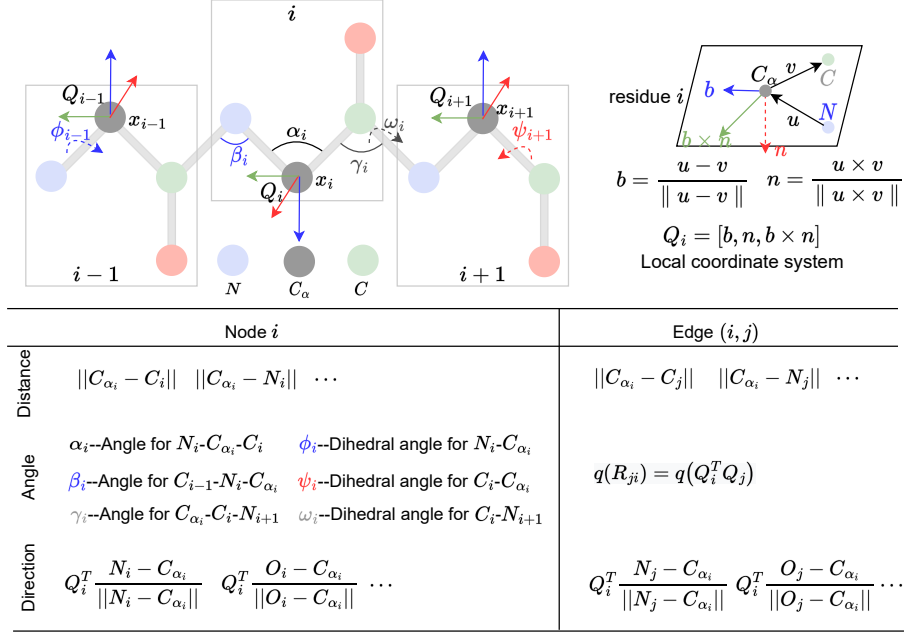 i
Q_{i-1}
x_{i-1}
ϕ_{i-1}
β_i
α_i
ω_i
γ_i
Q_i
x_i
Q_{i+1}
x_{i+1}
ψ_{i+1}
i − 1
N
C_α
C
i + 1
residue i
C_α
v
C
b
N
u
b × n
n
b = \frac{u − v}{‖ u − v ‖} n = \frac{u × v}{‖ u × v ‖}
Q_i = [b, n, b × n]
Local coordinate system
Node i
Edge (i, j)
Distance
||C_{α_i} − C_i|| ||C_{α_i} − N_i|| ⋯
||C_{α_i} − C_j|| ||C_{α_i} − N_j|| ⋯
Angle
α_i--Angle for N_i-C_{α_i}-C_i
ϕ_i--Dihedral angle for N_i-C_{α_i}
β_i--Angle for C_{i−1}-N_i-C_{α_i}
ψ_i--Dihedral angle for C_i-C_{α_i}
γ_i--Angle for C_{α_i}-C_i-N_{i+1}
ω_i--Dihedral angle for C_i-N_{i+1}
q(R_{ji}) = q(Q_i^T Q_j)
Direction
Q_i^T \frac{N_i − C_{α_i}}{||N_i − C_{α_i}||} Q_i^T \frac{O_i − C_{α_i}}{||O_i − C_{α_i}||} ⋯
Q_i^T \frac{N_j − C_{α_i}}{||N_j − C_{α_i}||} Q_i^T \frac{O_j − C_{α_i}}{||O_j − C_{α_i}||} ⋯